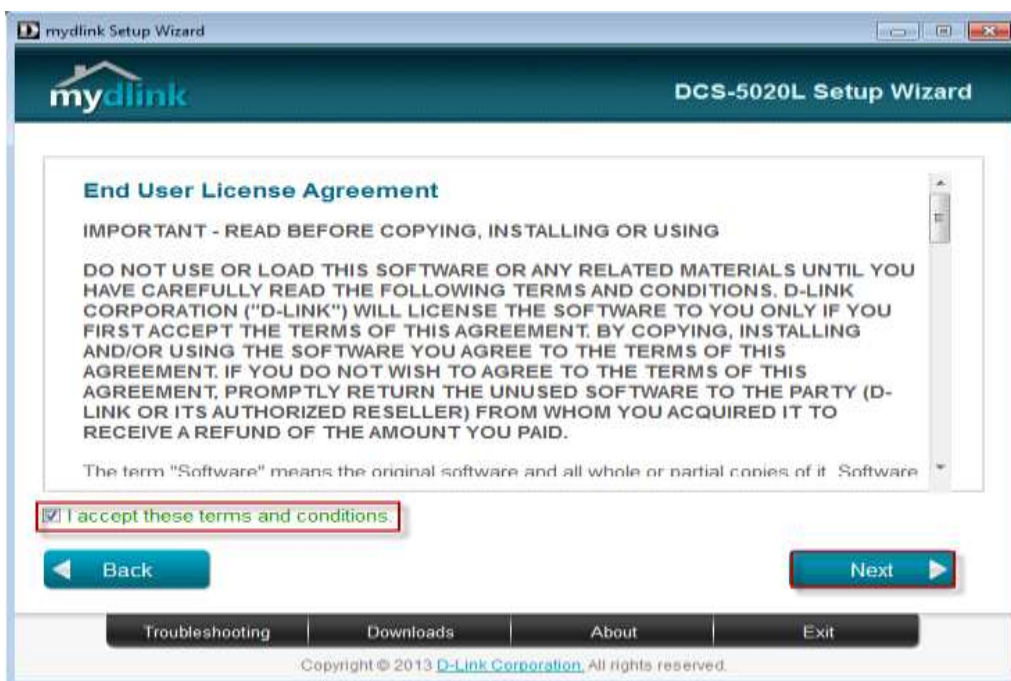 mydlink Setup Wizard
mydlink
DCS-5020L Setup Wizard
End User License Agreement
IMPORTANT - READ BEFORE COPYING, INSTALLING OR USING
DO NOT USE OR LOAD THIS SOFTWARE OR ANY RELATED MATERIALS UNTIL YOU
HAVE CAREFULLY READ THE FOLLOWING TERMS AND CONDITIONS. D-LINK
CORPORATION ("D-LINK") WILL LICENSE THE SOFTWARE TO YOU ONLY IF YOU
FIRST ACCEPT THE TERMS OF THIS AGREEMENT. BY COPYING, INSTALLING
AND/OR USING THE SOFTWARE YOU AGREE TO THE TERMS OF THIS
AGREEMENT. IF YOU DO NOT WISH TO AGREE TO THE TERMS OF THIS
AGREEMENT, PROMPTLY RETURN THE UNUSED SOFTWARE TO THE PARTY (D-
LINK OR ITS AUTHORIZED RESELLER) FROM WHOM YOU ACQUIRED IT TO
RECEIVE A REFUND OF THE AMOUNT YOU PAID.
The term "Software" means the original software and all whole or partial copies of it. Software
I accept these terms and conditions.
Back
Next
Troubleshooting
Downloads
About
Exit
Copyright © 2013 D-Link Corporation. All rights reserved.